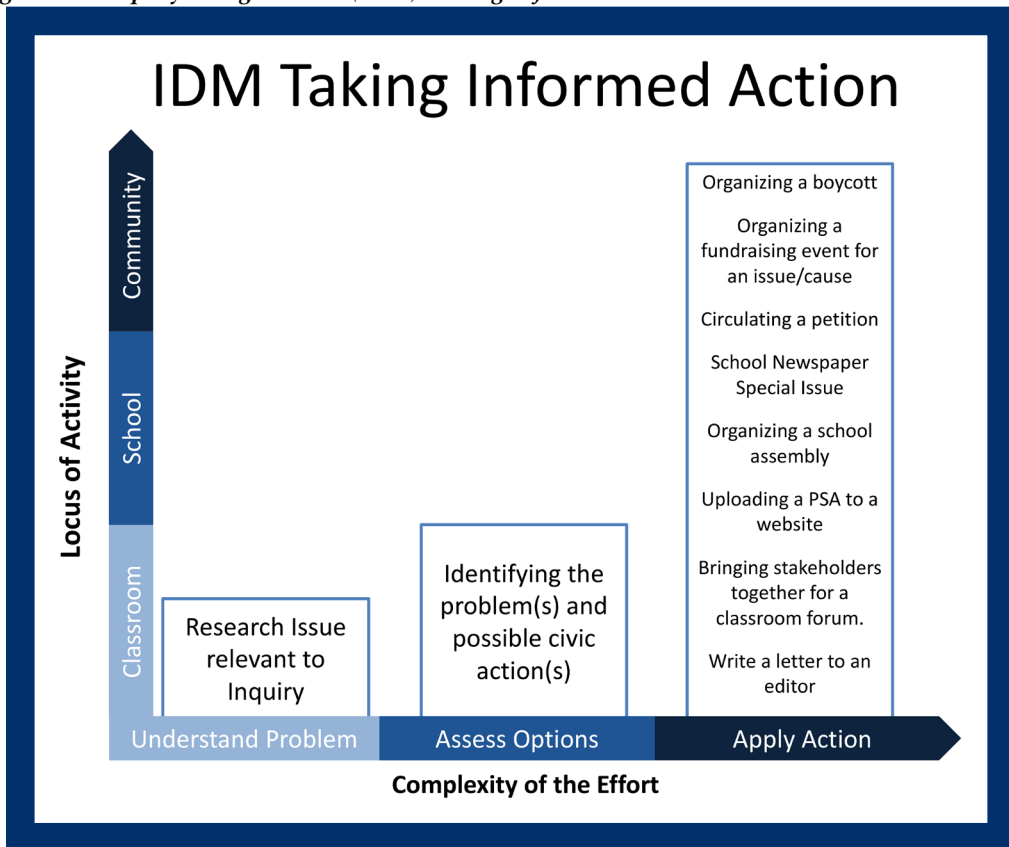 IDM Taking Informed Action
Locus of Activity
Community
School
Classroom
Research Issue
relevant to
Inquiry
Identifying the
problem(s) and
possible civic
action(s)
Organizing a boycott
Organizing a
fundraising event for
an issue/cause
Circulating a petition
School Newspaper
Special Issue
Organizing a school
assembly
Uploading a PSA to a
website
Bringing stakeholders
together for a
classroom forum.
Write a letter to an
editor
Understand Problem
Assess Options
Apply Action
Complexity of the Effort